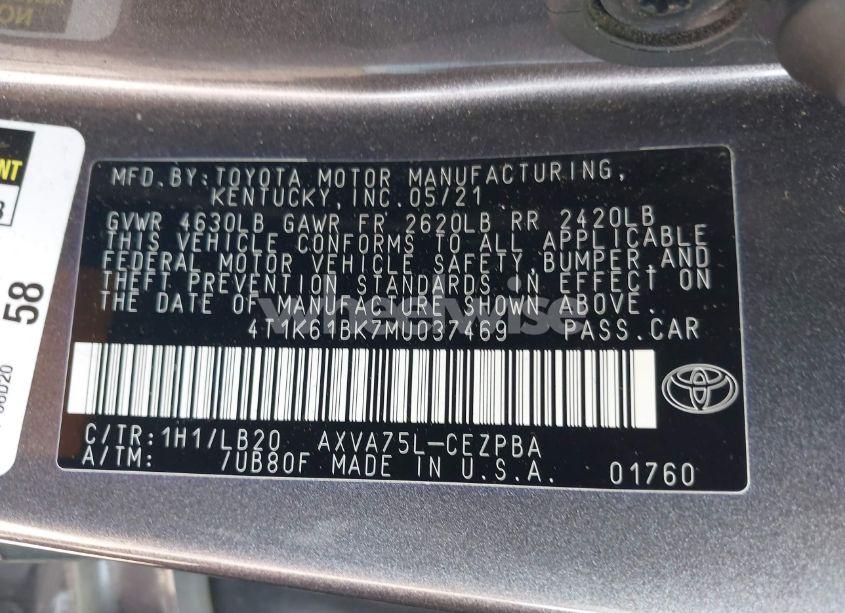 MFD.BY:TOYOTA MOTOR MANUFACTURING,
KENTUCKY,INC.05/21
GVWR 4630LB GAWR FR 2620LB RR 2420LB
THIS VEHICLE CONFORMS TO ALL APPLICABLE
FEDERAL MOTOR VEHICLE SAFETY,BUMPER,AND
THEFT PREVENTION STANDARDS IN EFFECT ON
THE DATE OF MANUFACTURE SHOWN ABOVE.
wheelwise
4T1K61BK7MU037469 PASS.CAR
C/TR:1H1/LB20 AXVA75L-CEZPBA
A/TM: 7UB80F MADE IN U.S.A. 01760
58